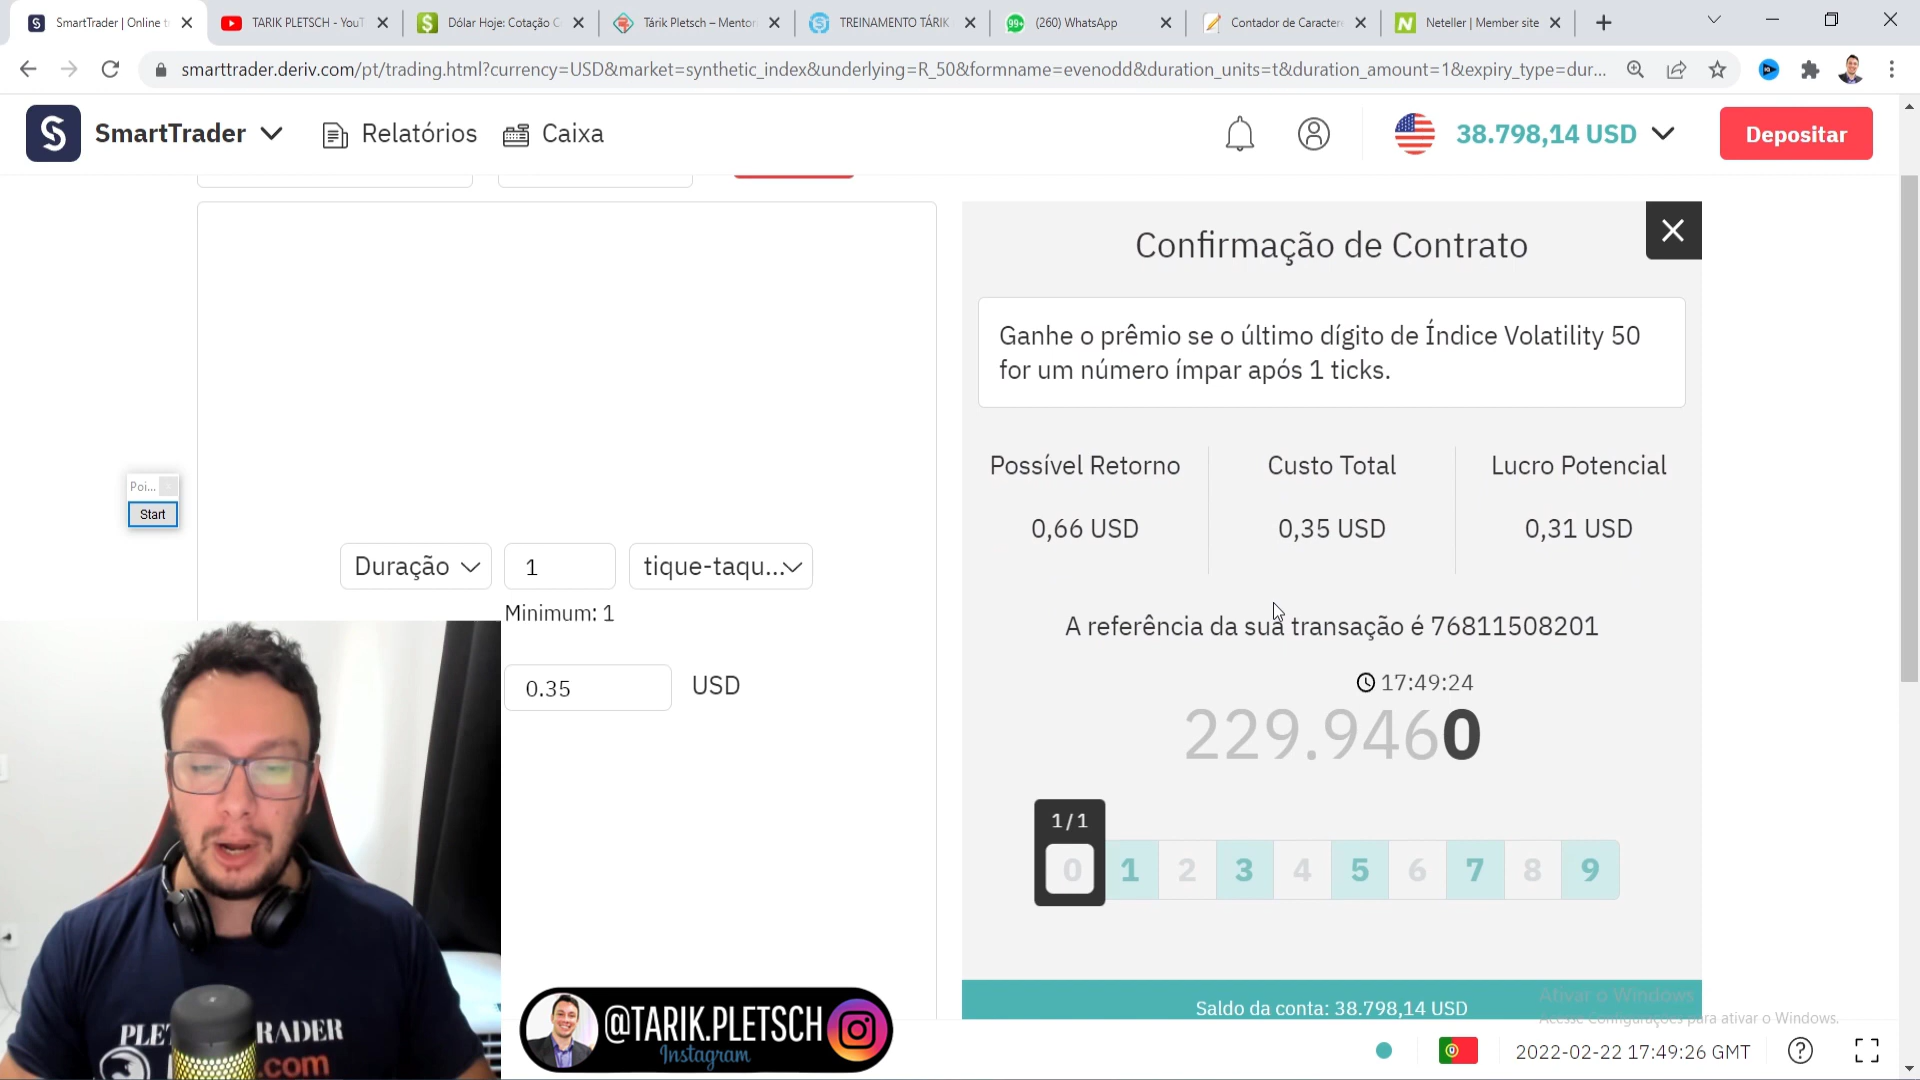 SmartTrader | Online t
TARIK PLETSCH - YouT
Dólar Hoje: Cotação C
Tárik Pletsch – Mentor
TREINAMENTO TÁRIK
99+
(260) WhatsApp
Contador de Caracter
Neteller | Member site
smarttrader.deriv.com/pt/trading.html?currency=USD&market=synthetic_index&underlying=R_50&formname=evenodd&duration_units=t&duration_amount=1&expiry_type=dur...
SmartTrader
Relatórios
Caixa
38.798,14 USD
Depositar
Confirmação de Contrato
Ganhe o prêmio se o último dígito de Índice Volatility 50
for um número ímpar após 1 ticks.
Possível Retorno
Custo Total
Lucro Potencial
0,66 USD
0,35 USD
0,31 USD
Poi...
Start
Duração
1
tique-taqu...
Minimum: 1
0.35
USD
A referência da sua transação é 76811508201
17:49:24
229.9460
1/1
0 1 2 3 4 5 6 7 8 9
Saldo da conta: 38.798,14 USD
Ativar o Windows
Acesse Configurações para ativar o Windows.
@TARIK.PLETSCH
Instagram
2022-02-22 17:49:26 GMT